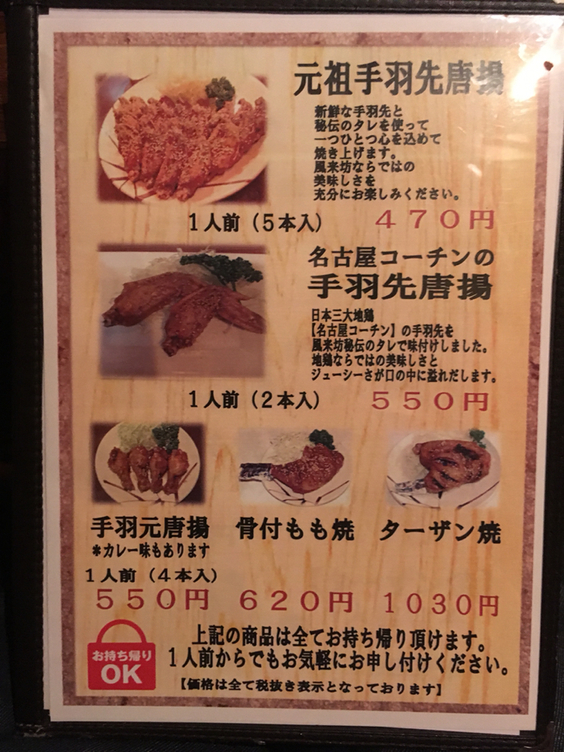 元祖手羽先唐揚
新鮮な手羽先と
秘伝のタレを使って
一つひとつ心を込めて
焼き上げます。
風来坊ならではの
美味しさを
充分にお楽しみください。
1人前（5本入） 470円
名古屋コーチンの
手羽先唐揚
日本三大地鶏
【名古屋コーチン】の手羽先を
風来坊秘伝のタレで味付けしました。
地鶏ならではの美味しさと
ジューシーさが口の中に溢れだします。
1人前（2本入） 550円
手羽元唐揚 骨付もも焼 ターザン焼
*カレー味もあります
1人前（4本入）
550円 620円 1030円
お持ち帰り
OK
上記の商品は全てお持ち帰り頂けます。
1人前からでもお気軽にお申し付けください。
【価格は全て税抜き表示となっております】